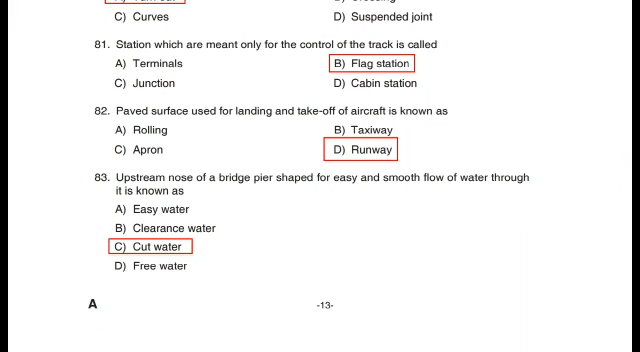 C) Curves D) Suspended joint
81. Station which are meant only for the control of the track is called
A) Terminals B) Flag station
C) Junction D) Cabin station
82. Paved surface used for landing and take-off of aircraft is known as
A) Rolling B) Taxiway
C) Apron D) Runway
83. Upstream nose of a bridge pier shaped for easy and smooth flow of water through
it is known as
A) Easy water
B) Clearance water
C) Cut water
D) Free water
A -13-